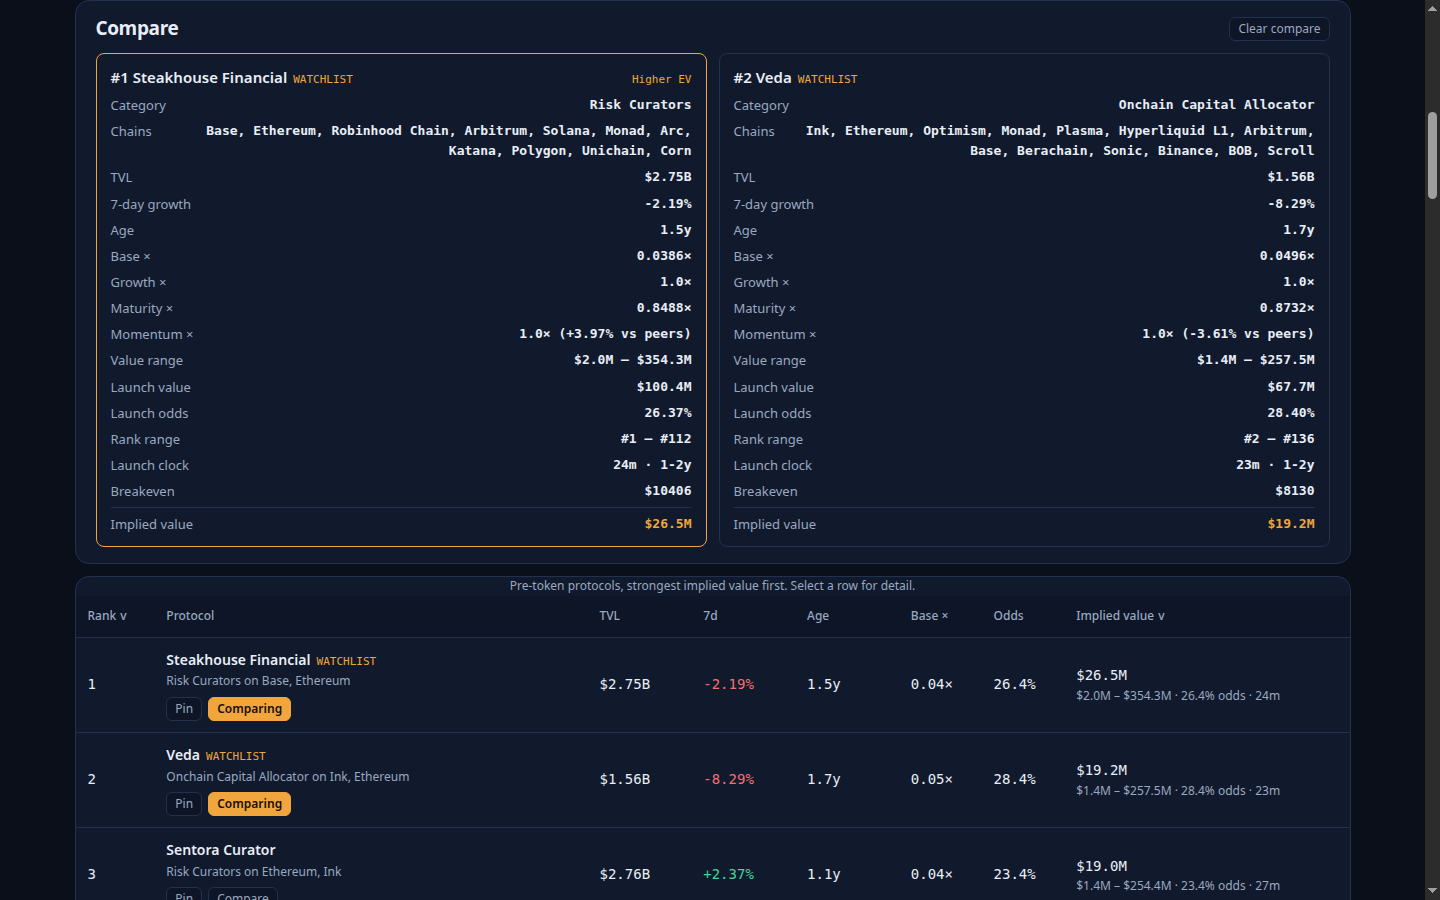 Compare
Clear compare
#1 Steakhouse Financial WATCHLIST Higher EV
Category Risk Curators
Chains Base, Ethereum, Robinhood Chain, Arbitrum, Solana, Monad, Arc,
Katana, Polygon, Unichain, Corn
TVL $2.75B
7-day growth -2.19%
Age 1.5y
Base × 0.0386×
Growth × 1.0×
Maturity × 0.8488×
Momentum × 1.0× (+3.97% vs peers)
Value range $2.0M — $354.3M
Launch value $100.4M
Launch odds 26.37%
Rank range #1 — #112
Launch clock 24m · 1-2y
Breakeven $10406
Implied value $26.5M
#2 Veda WATCHLIST
Category Onchain Capital Allocator
Chains Ink, Ethereum, Optimism, Monad, Plasma, Hyperliquid L1, Arbitrum,
Base, Berachain, Sonic, Binance, BOB, Scroll
TVL $1.56B
7-day growth -8.29%
Age 1.7y
Base × 0.0496×
Growth × 1.0×
Maturity × 0.8732×
Momentum × 1.0× (-3.61% vs peers)
Value range $1.4M — $257.5M
Launch value $67.7M
Launch odds 28.40%
Rank range #2 — #136
Launch clock 23m · 1-2y
Breakeven $8130
Implied value $19.2M
Pre-token protocols, strongest implied value first. Select a row for detail.
Rank v Protocol TVL 7d Age Base × Odds Implied value v
Steakhouse Financial WATCHLIST
Risk Curators on Base, Ethereum
Pin Comparing
1 $2.75B -2.19% 1.5y 0.04× 26.4% $26.5M
$2.0M – $354.3M · 26.4% odds · 24m
Veda WATCHLIST
Onchain Capital Allocator on Ink, Ethereum
Pin Comparing
2 $1.56B -8.29% 1.7y 0.05× 28.4% $19.2M
$1.4M – $257.5M · 28.4% odds · 23m
Sentora Curator
Risk Curators on Ethereum, Ink
Pin Compare
3 $2.76B +2.37% 1.1y 0.04× 23.4% $19.0M
$1.4M – $254.4M · 23.4% odds · 27m